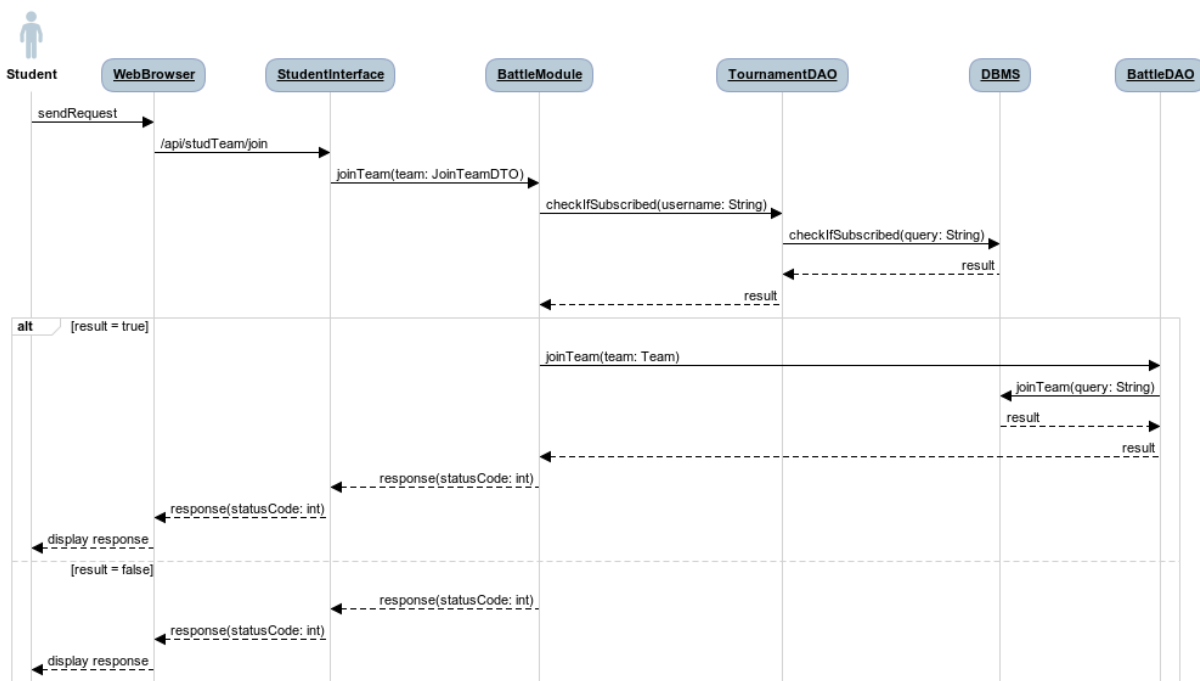 Student
WebBrowser
StudentInterface
BattleModule
TournamentDAO
DBMS
BattleDAO
sendRequest
/api/studTeam/join
joinTeam(team: JoinTeamDTO)
checkIfSubscribed(username: String)
checkIfSubscribed(query: String)
result
result
alt
[result = true]
joinTeam(team: Team)
joinTeam(query: String)
result
result
response(statusCode: int)
response(statusCode: int)
display response
[result = false]
response(statusCode: int)
response(statusCode: int)
display response